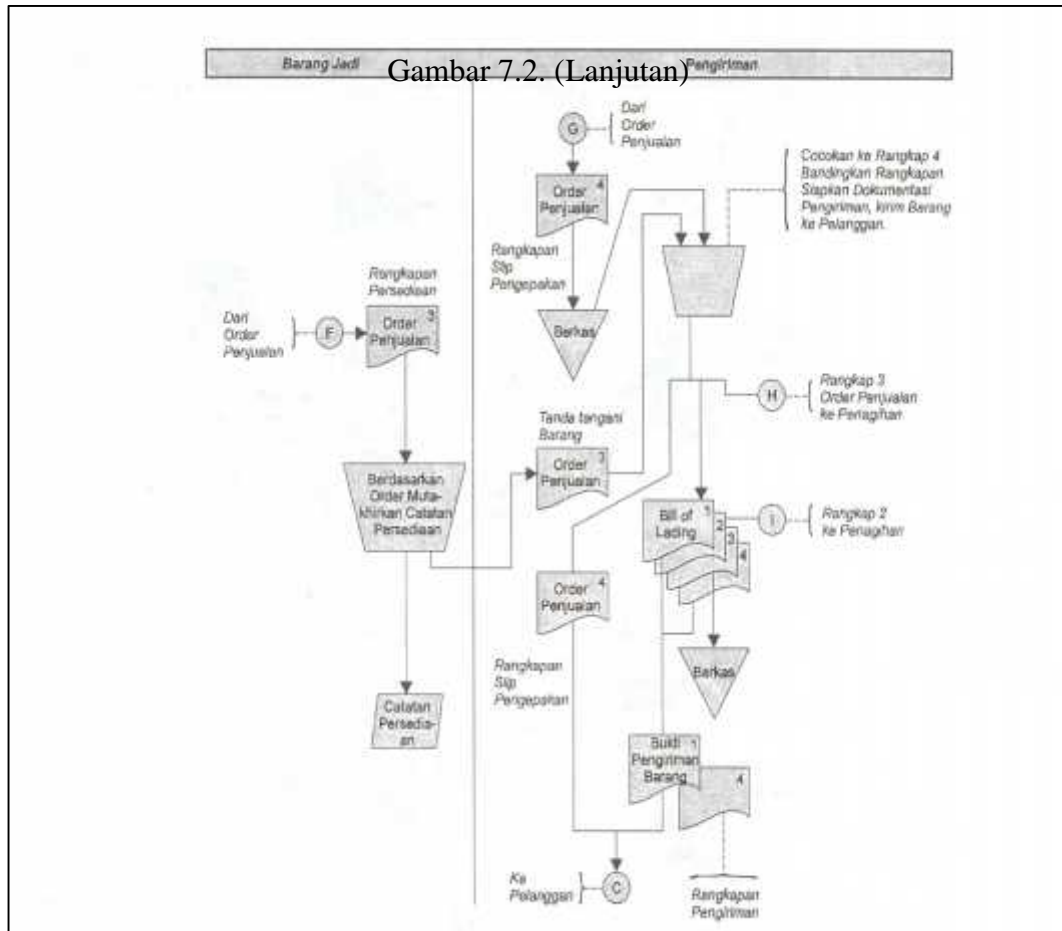 Barang Jadi
Gambar 7.2. (Lanjutan)
Pengiriman
G
Dari
Order
Penjualan
4
Order
Penjualan
Cocokan ke Rangkap 4
Bandingkan Rangkapan
Siapkan Dokumentasi
Pengiriman, kirim Barang
ke Pelanggan.
Rangkapan
Slip
Pengepakan
Rangkapan
Persediaan
Dari
Order
Penjualan
F
3
Order
Penjualan
Berkas
H
Rangkap 3
Order Penjualan
ke Penagihan
Tanda tangani
Barang
3
Order
Penjualan
Berdasarkan
Order Muta-
khirkan Catatan
Persediaan
1
Bill of
Lading
2
3
4
I
Rangkap 2
ke Penagihan
4
Order
Penjualan
Rangkapan
Slip
Pengepakan
Berkas
Catatan
Persedia-
an
Bukti 1
Pengiriman
Barang
4
Ke
Pelanggan
C
Rangkapan
Pengiriman